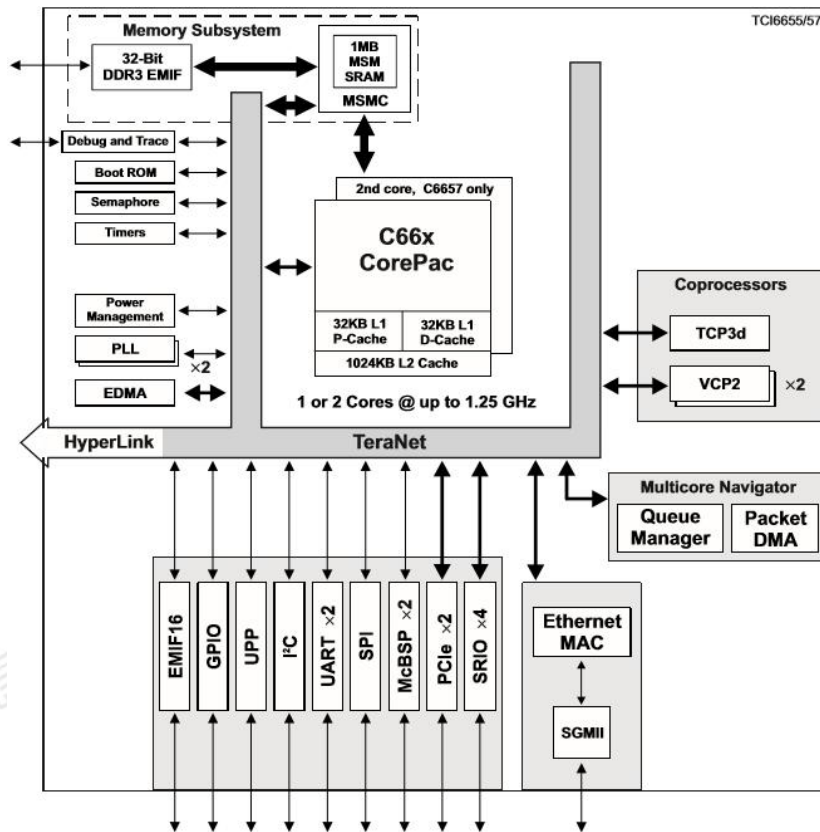 TCI6655/57
Memory Subsystem
32-Bit
DDR3 EMIF
1MB
MSM
SRAM
MSMC
Debug and Trace
Boot ROM
Semaphore
Timers
Power
Management
PLL
×2
EDMA
2nd core, C6657 only
C66x
CorePac
32KB L1
P-Cache
32KB L1
D-Cache
1024KB L2 Cache
1 or 2 Cores @ up to 1.25 GHz
Coprocessors
TCP3d
VCP2
×2
HyperLink
TeraNet
Multicore Navigator
Queue
Manager
Packet
DMA
EMIF16
GPIO
UPP
I²C
UART ×2
SPI
McBSP ×2
PCIe ×2
SRIO ×4
Ethernet
MAC
SGMII